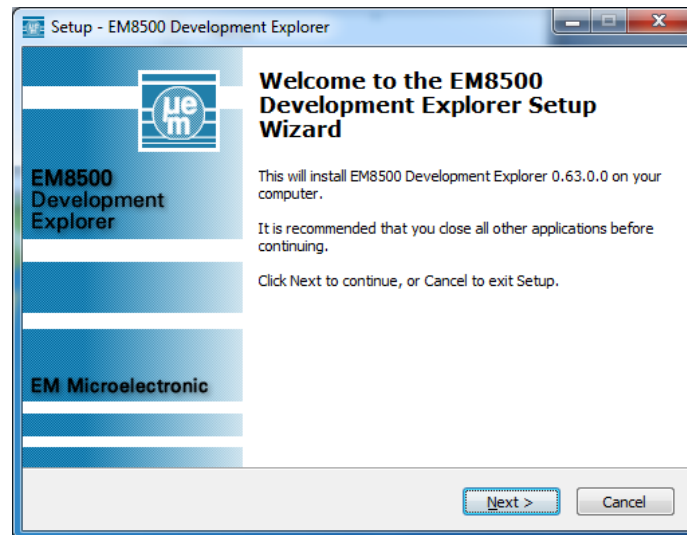 Setup - EM8500 Development Explorer
µe
m
EM8500
Development
Explorer
EM Microelectronic
Welcome to the EM8500
Development Explorer Setup
Wizard
This will install EM8500 Development Explorer 0.63.0.0 on your
computer.
It is recommended that you close all other applications before
continuing.
Click Next to continue, or Cancel to exit Setup.
Next >
Cancel